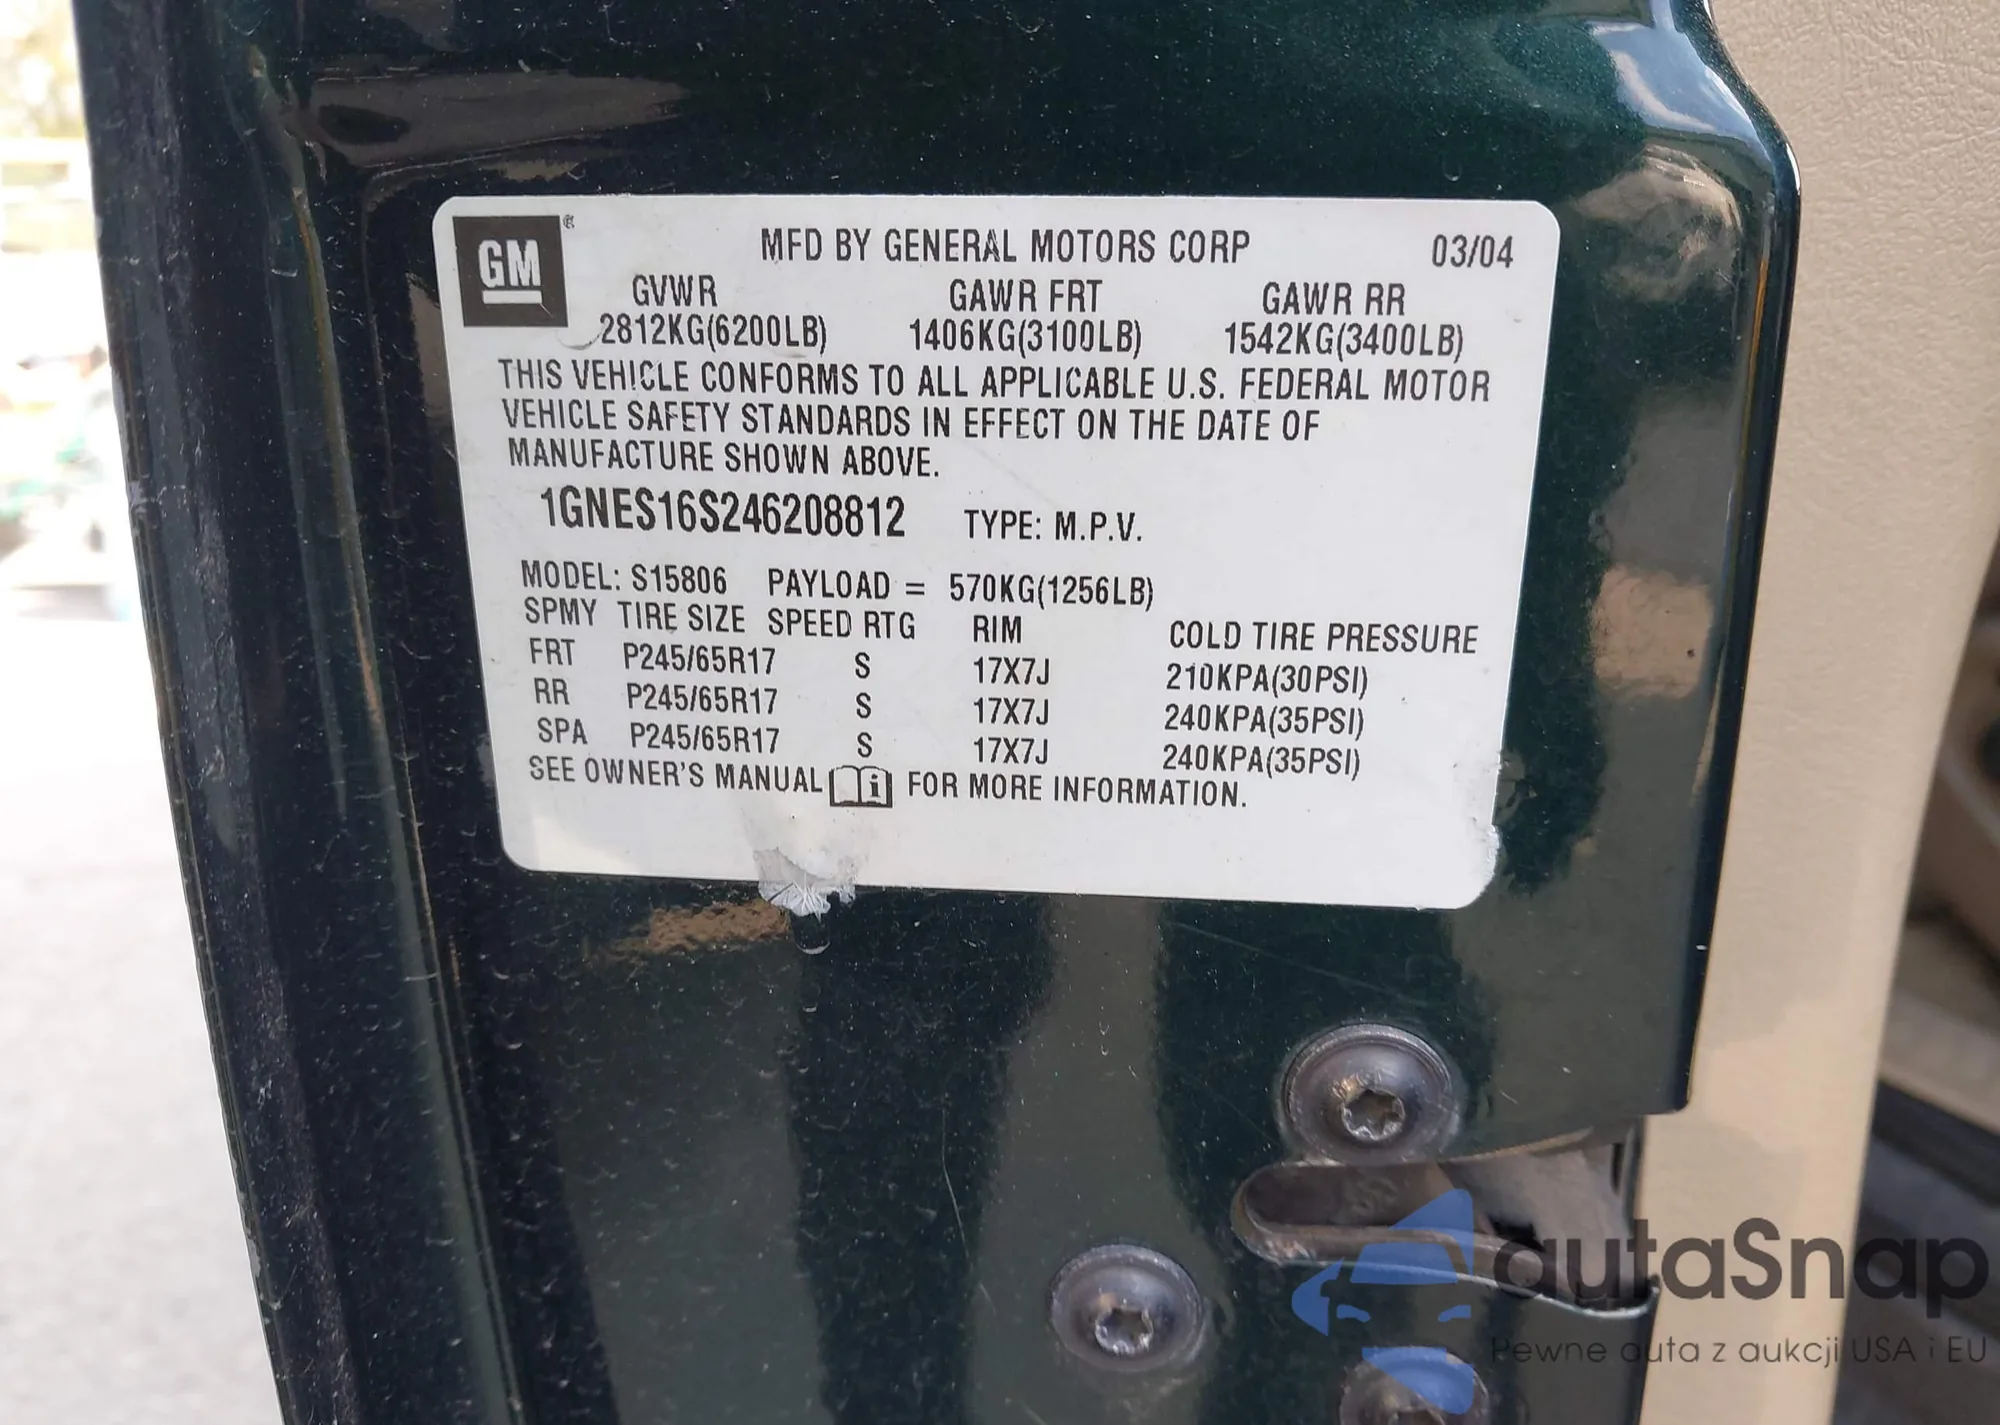 GM
MFD BY GENERAL MOTORS CORP 03/04
GVWR GAWR FRT GAWR RR
2812KG(6200LB) 1406KG(3100LB) 1542KG(3400LB)
THIS VEHICLE CONFORMS TO ALL APPLICABLE U.S. FEDERAL MOTOR
VEHICLE SAFETY STANDARDS IN EFFECT ON THE DATE OF
MANUFACTURE SHOWN ABOVE.
1GNES16S246208812 TYPE: M.P.V.
MODEL: S15806 PAYLOAD = 570KG(1256LB)
SPMY TIRE SIZE SPEED RTG RIM COLD TIRE PRESSURE
FRT P245/65R17 S 17X7J 210KPA(30PSI)
RR P245/65R17 S 17X7J 240KPA(35PSI)
SPA P245/65R17 S 17X7J 240KPA(35PSI)
SEE OWNER'S MANUAL i FOR MORE INFORMATION.
autaSnap
Pewne auta z aukcji USA i EU